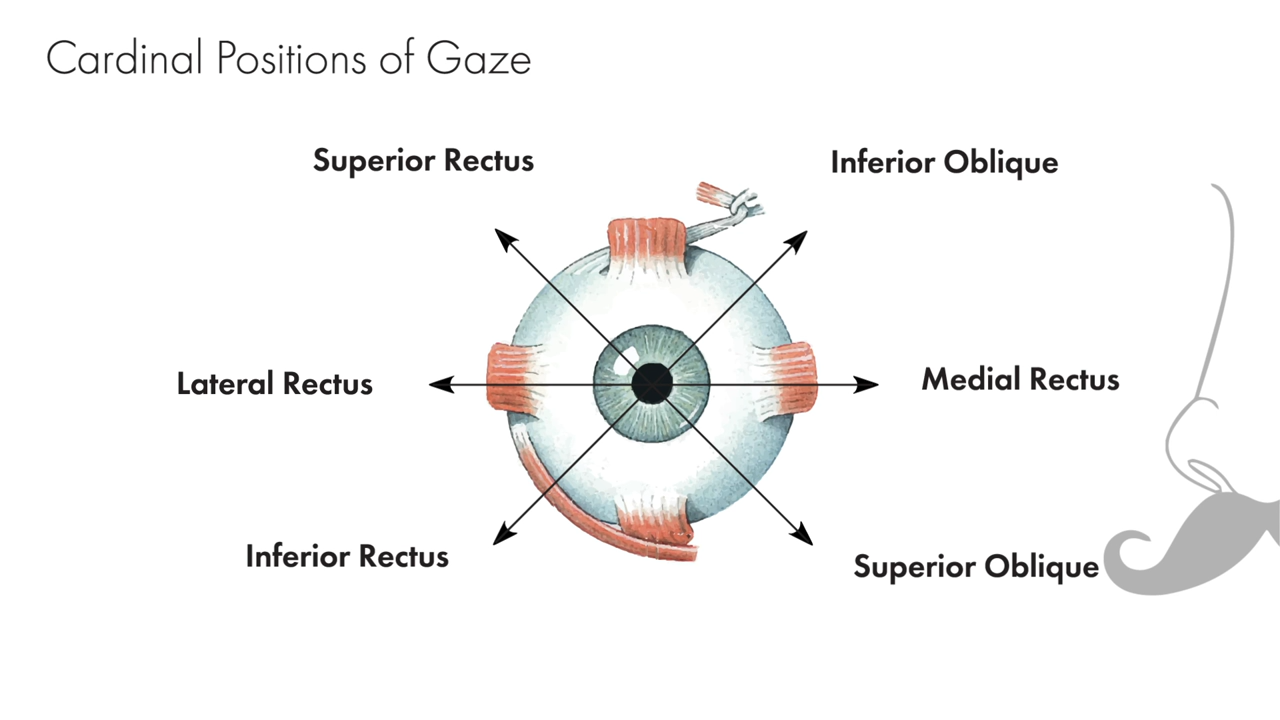 Cardinal Positions of Gaze
Superior Rectus
Inferior Oblique
Lateral Rectus
Medial Rectus
Inferior Rectus
Superior Oblique